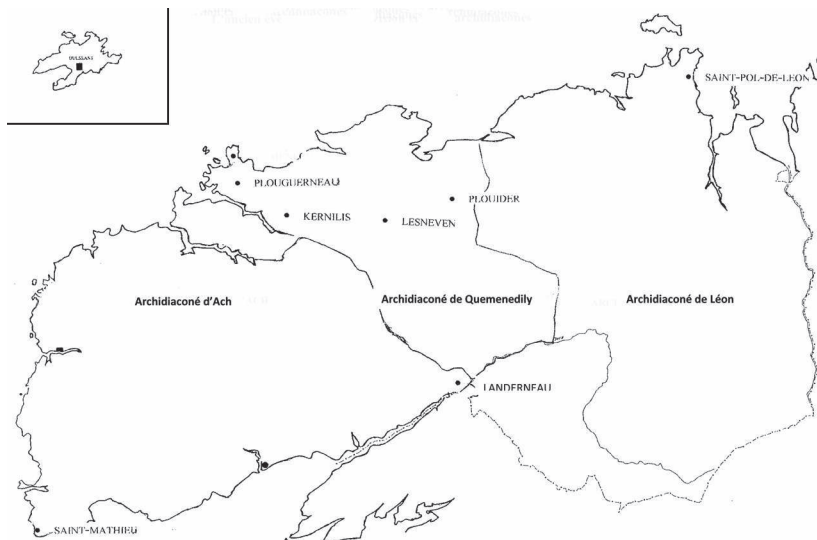 SAINT-POL-DE-LEON
PLOUGUERNEAU
PLOUIDER
KERNILIS
LESNEVEN
Archidiaconé d'Ach
Archidiaconé de Quemenedily
Archidiaconé de Léon
LANDERNEAU
SAINT-MATHIEU